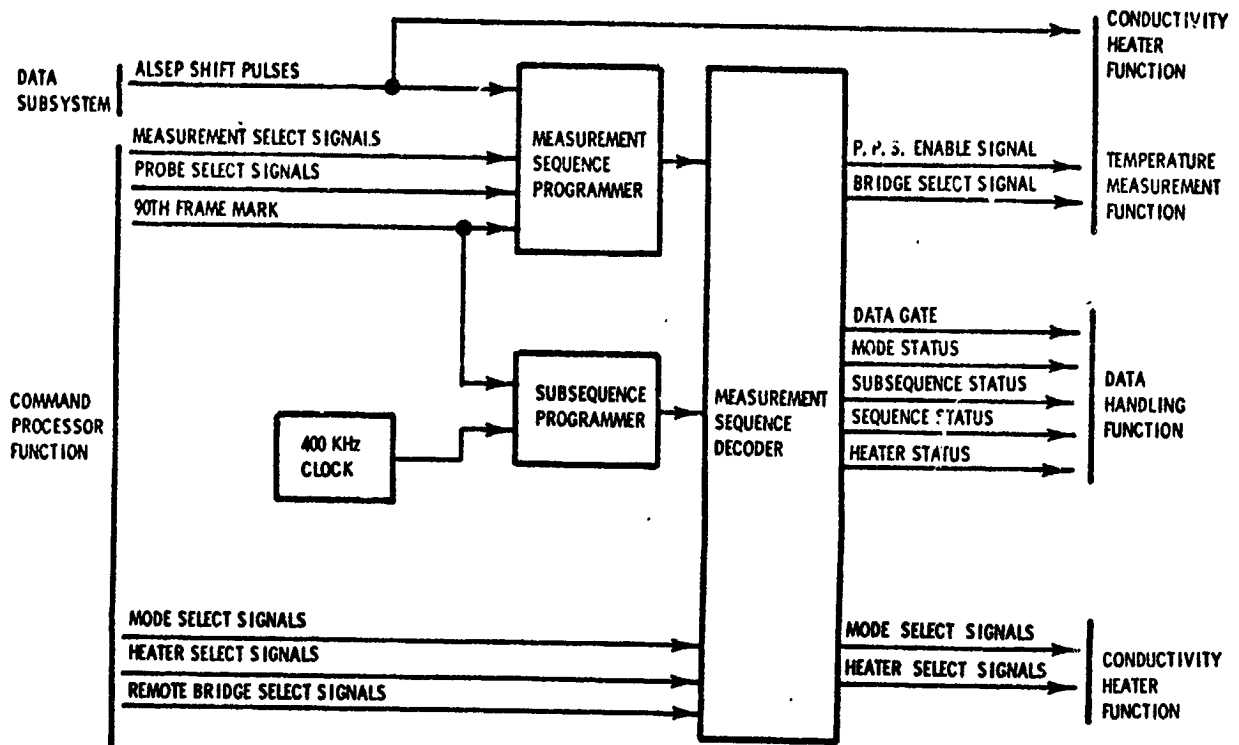 DATA
SUBSYSTEM
ALSEP SHIFT PULSES
COMMAND
PROCESSOR
FUNCTION
MEASUREMENT SELECT SIGNALS
PROBE SELECT SIGNALS
90TH FRAME MARK
MEASUREMENT
SEQUENCE
PROGRAMMER
SUBSEQUENCE
PROGRAMMER
400 KHz
CLOCK
MODE SELECT SIGNALS
HEATER SELECT SIGNALS
REMOTE BRIDGE SELECT SIGNALS
MEASUREMENT
SEQUENCE
DECODER
CONDUCTIVITY
HEATER
FUNCTION
P. P. S. ENABLE SIGNAL
BRIDGE SELECT SIGNAL
TEMPERATURE
MEASUREMENT
FUNCTION
DATA GATE
MODE STATUS
SUBSEQUENCE STATUS
SEQUENCE STATUS
HEATER STATUS
DATA
HANDLING
FUNCTION
MODE SELECT SIGNALS
HEATER SELECT SIGNALS
CONDUCTIVITY
HEATER
FUNCTION